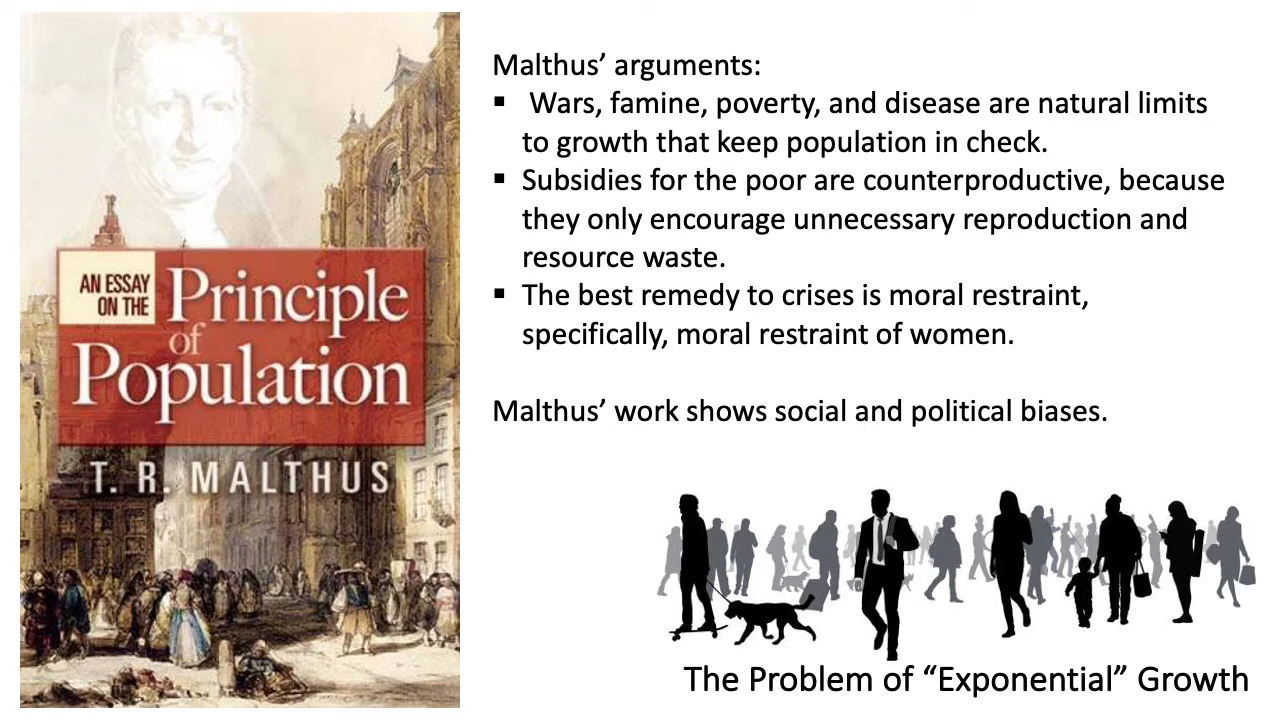 AN ESSAY
ON THE
Principle
of
Population
T. R. MALTHUS
Malthus’ arguments:
▪ Wars, famine, poverty, and disease are natural limits
to growth that keep population in check.
▪ Subsidies for the poor are counterproductive, because
they only encourage unnecessary reproduction and
resource waste.
▪ The best remedy to crises is moral restraint,
specifically, moral restraint of women.
Malthus’ work shows social and political biases.
The Problem of “Exponential” Growth